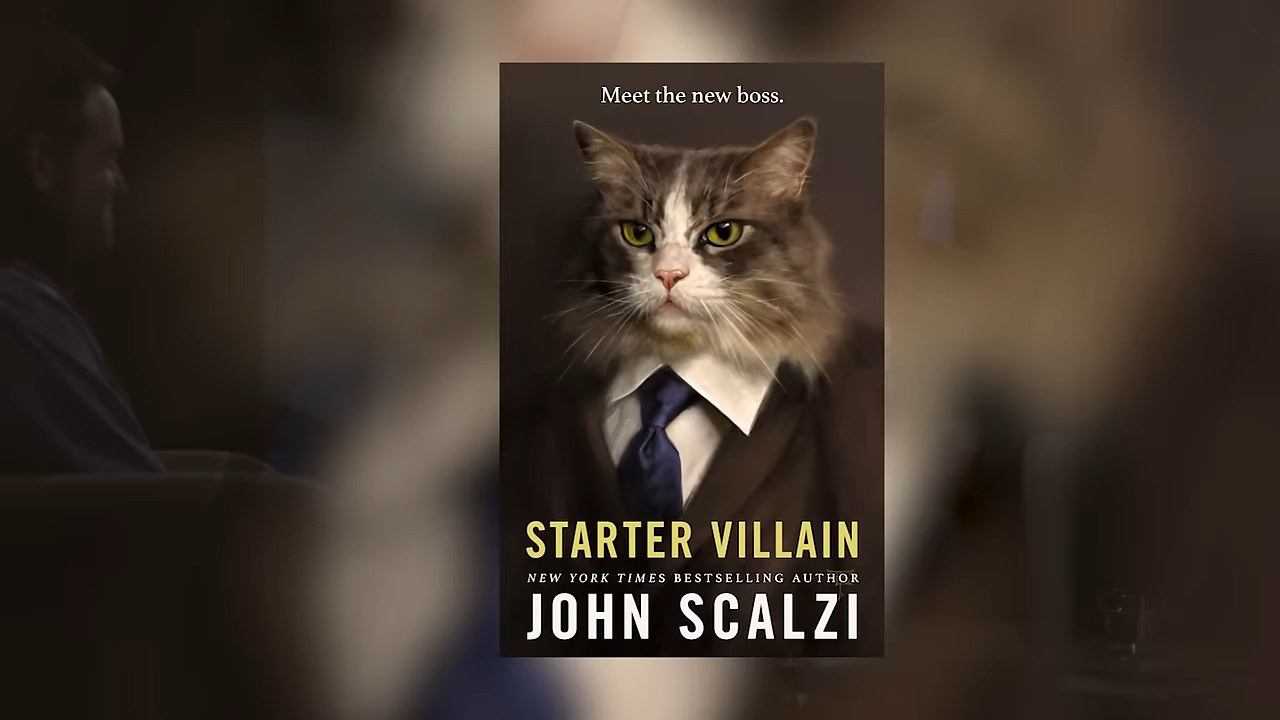 Meet the new boss.
STARTER VILLAIN
NEW YORK TIMES BESTSELLING AUTHOR
JOHN SCALZI